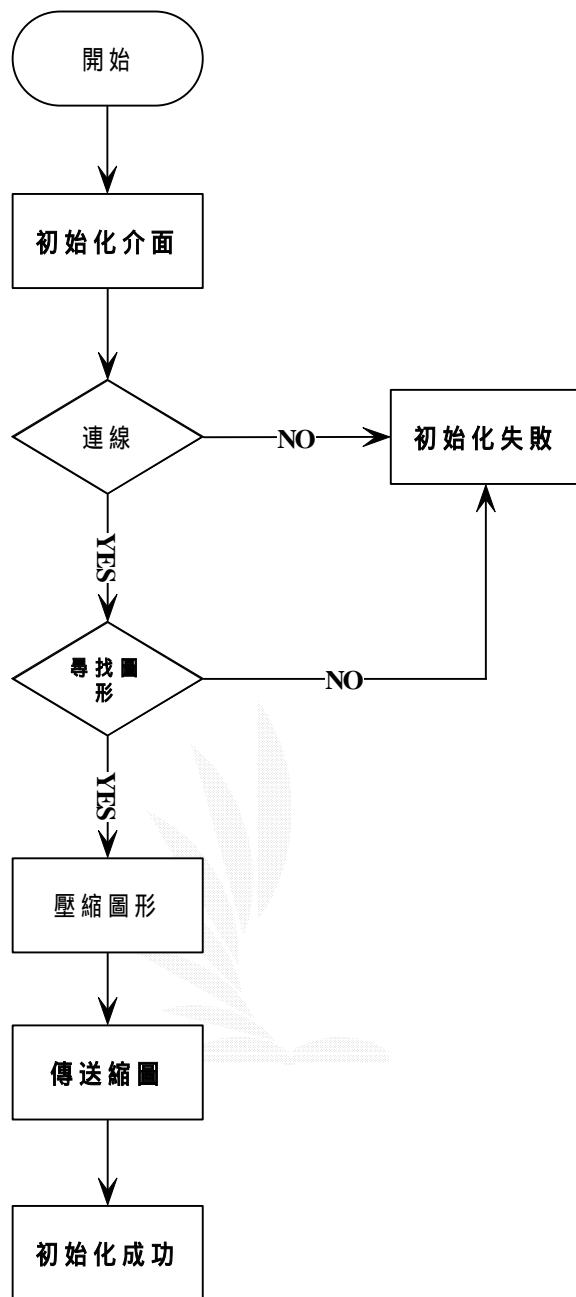 開始
初始化介面
連線
NO
初始化失敗
YES
尋找圖
形
NO
YES
壓縮圖形
傳送縮圖
初始化成功